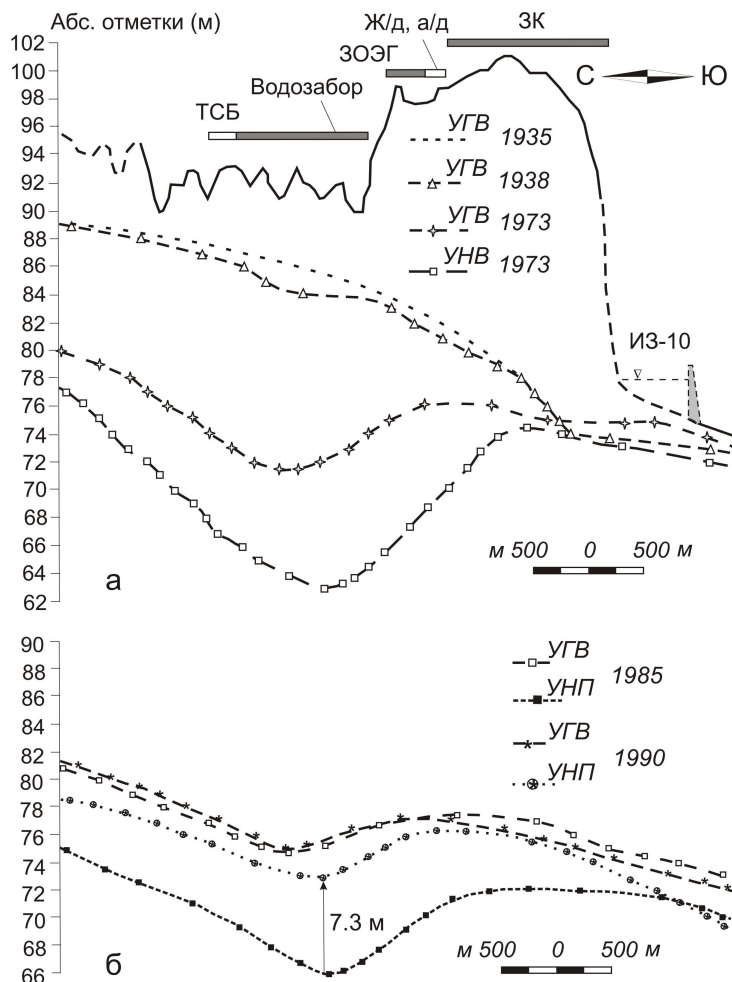 Абс. отметки (м)
Ж/д, а/д
ЗК
ЗОЭГ
С Ю
Водозабор
ТСБ
102
100
98
96
94
92
90
88
86
84
82
80
78
76
74
72
70
68
66
64
62
УГВ 1935
УГВ 1938
УГВ 1973
УНВ 1973
ИЗ-10
м 500 0 500 м
а
90
88
86
84
82
80
78
76
74
72
70
68
66
УГВ
УНП 1985
УГВ
УНП 1990
7.3 м
м 500 0 500 м
б